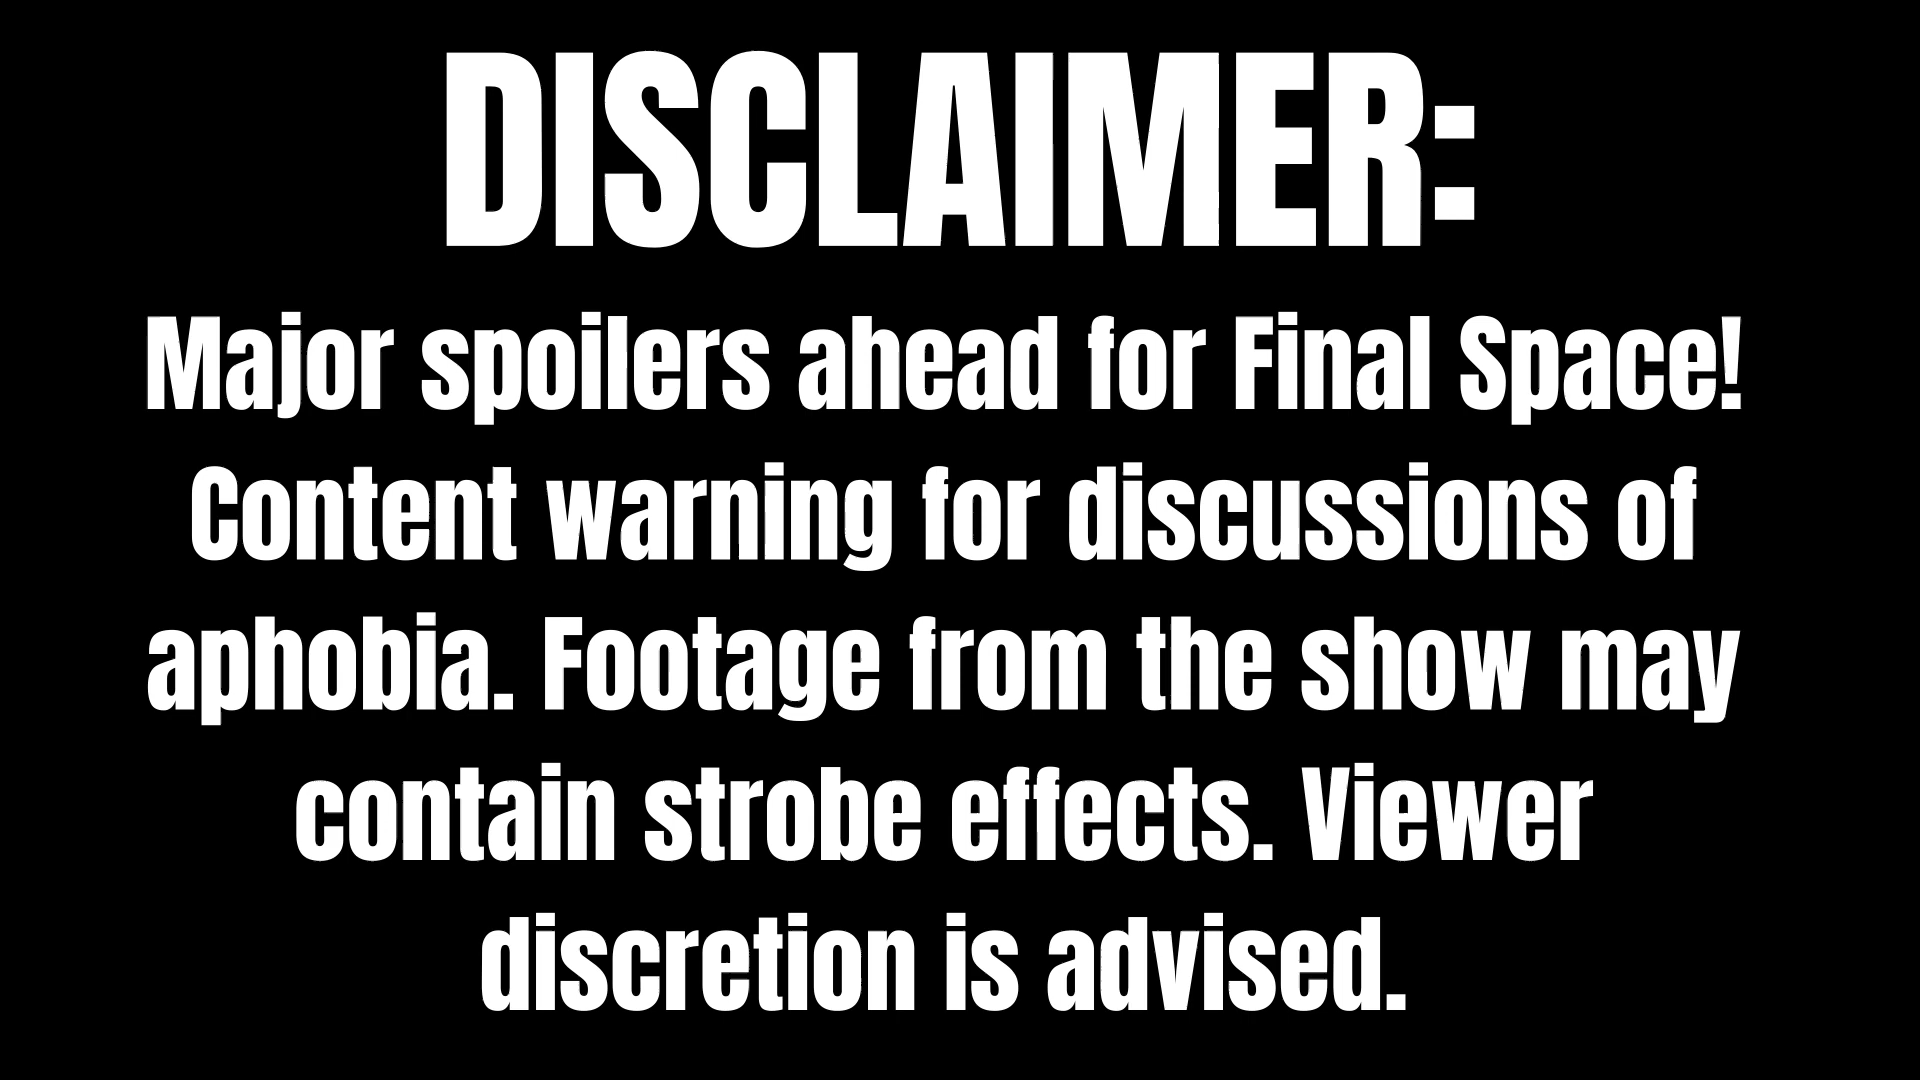 DISCLAIMER:
Major spoilers ahead for Final Space!
Content warning for discussions of
aphobia. Footage from the show may
contain strobe effects. Viewer
discretion is advised.